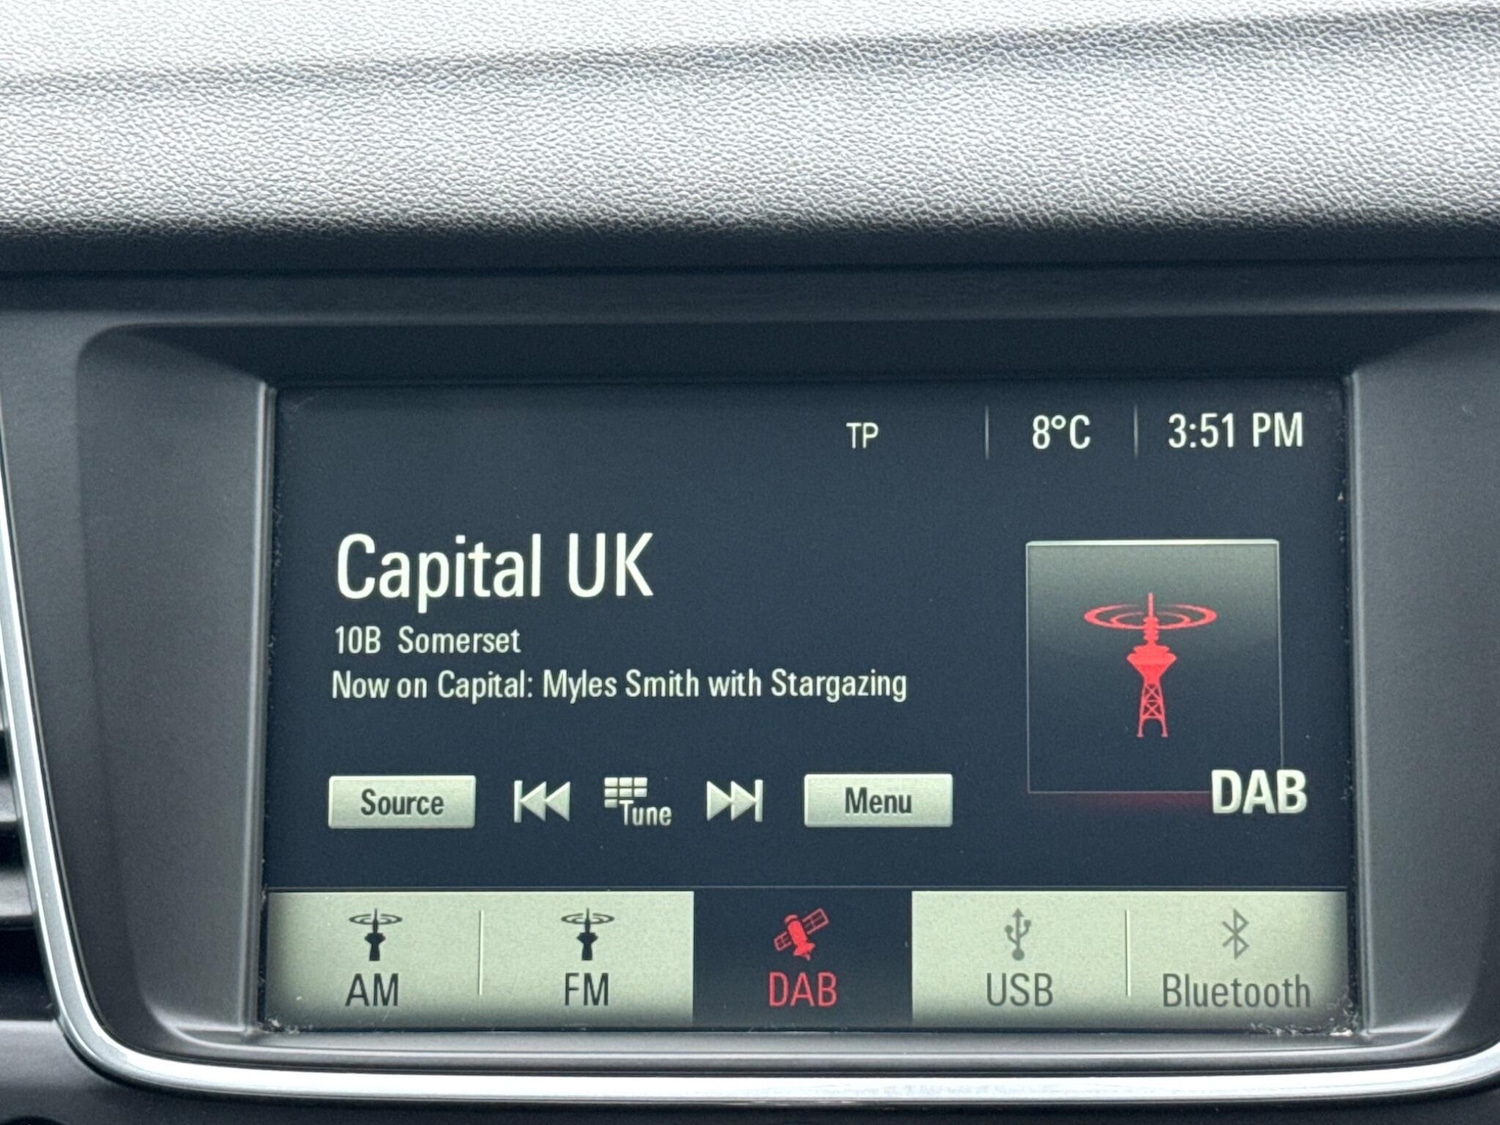 TP 8°C 3:51 PM
Capital UK
10B Somerset
Now on Capital: Myles Smith with Stargazing
Source Tune Menu
DAB
AM FM DAB USB Bluetooth